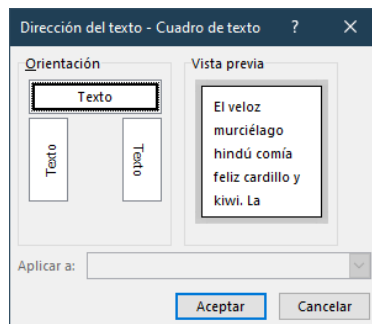 Dirección del texto - Cuadro de texto ? ×
Orientación
Texto
Texto
Texto
Vista previa
El veloz
murciélago
hindú comía
feliz cardillo y
kiwi. La
Aplicar a:
Aceptar
Cancelar